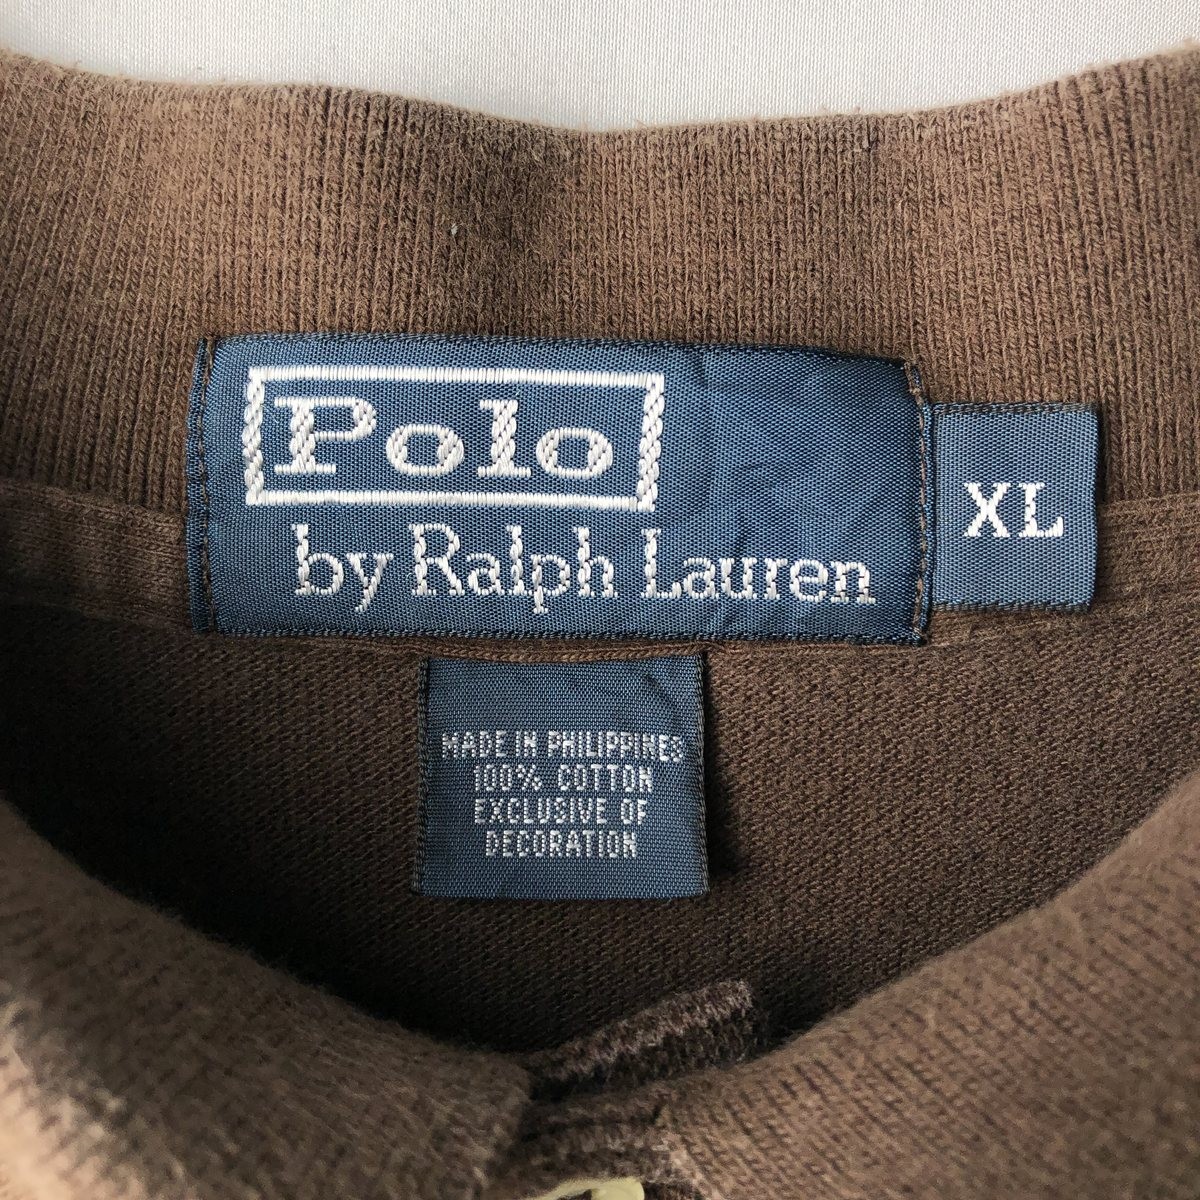 Polo
by Ralph Lauren
XL
MADE IN PHILIPPINES
100% COTTON
EXCLUSIVE OF
DECORATION